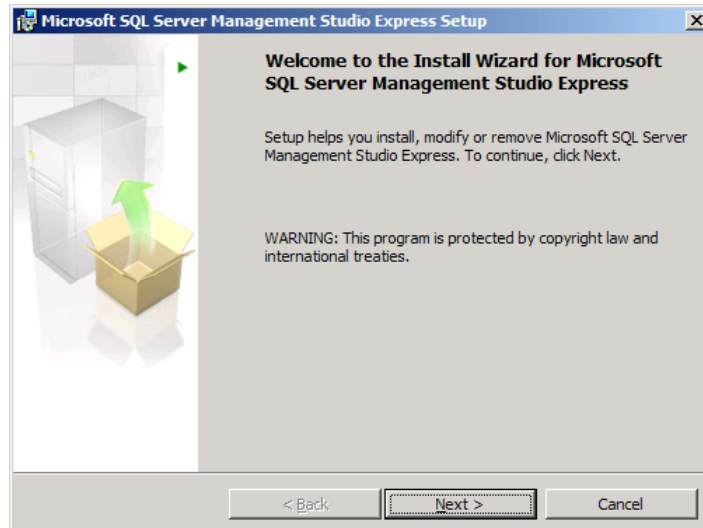 Microsoft SQL Server Management Studio Express Setup
Welcome to the Install Wizard for Microsoft
SQL Server Management Studio Express
Setup helps you install, modify or remove Microsoft SQL Server
Management Studio Express. To continue, click Next.
WARNING: This program is protected by copyright law and
international treaties.
< Back Next > Cancel